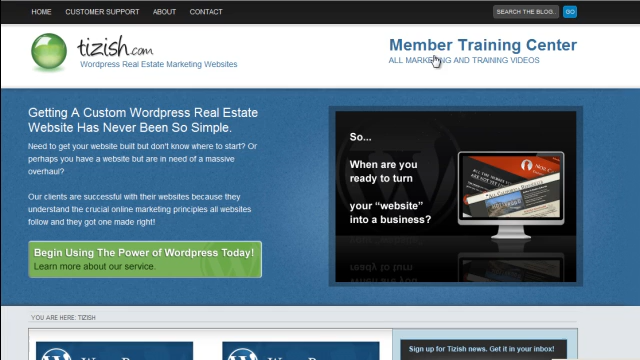 HOME CUSTOMER SUPPORT ABOUT CONTACT
SEARCH THE BLOG... GO
tizish.com
Wordpress Real Estate Marketing Websites
Member Training Center
ALL MARKETING AND TRAINING VIDEOS
Getting A Custom Wordpress Real Estate
Website Has Never Been So Simple.
Need to get your website built but don't know where to start? Or
perhaps you have a website but are in need of a massive
overhaul?
Our clients are successful with their websites because they
understand the crucial online marketing principles all websites
follow and they got one made right!
Begin Using The Power of Wordpress Today!
Learn more about our service.
So...
When are you
ready to turn
your “website”
into a business?
YOU ARE HERE: TIZISH
Sign up for Tizish news. Get it in your inbox!